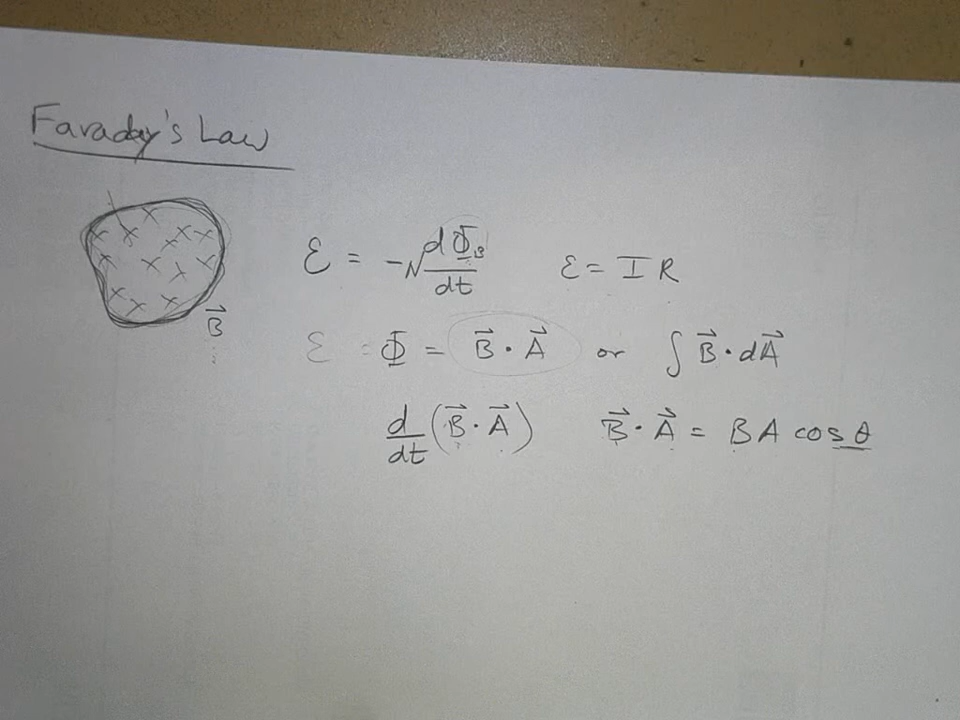 Faraday's Law
ℰ = -N dΦ_B/dt    ℰ = IR
B⃗
ℰ = Φ = B⃗ · A⃗ or ∫ B⃗ · dA⃗
d/dt (B⃗ · A⃗)    B⃗ · A⃗ = BA cos θ